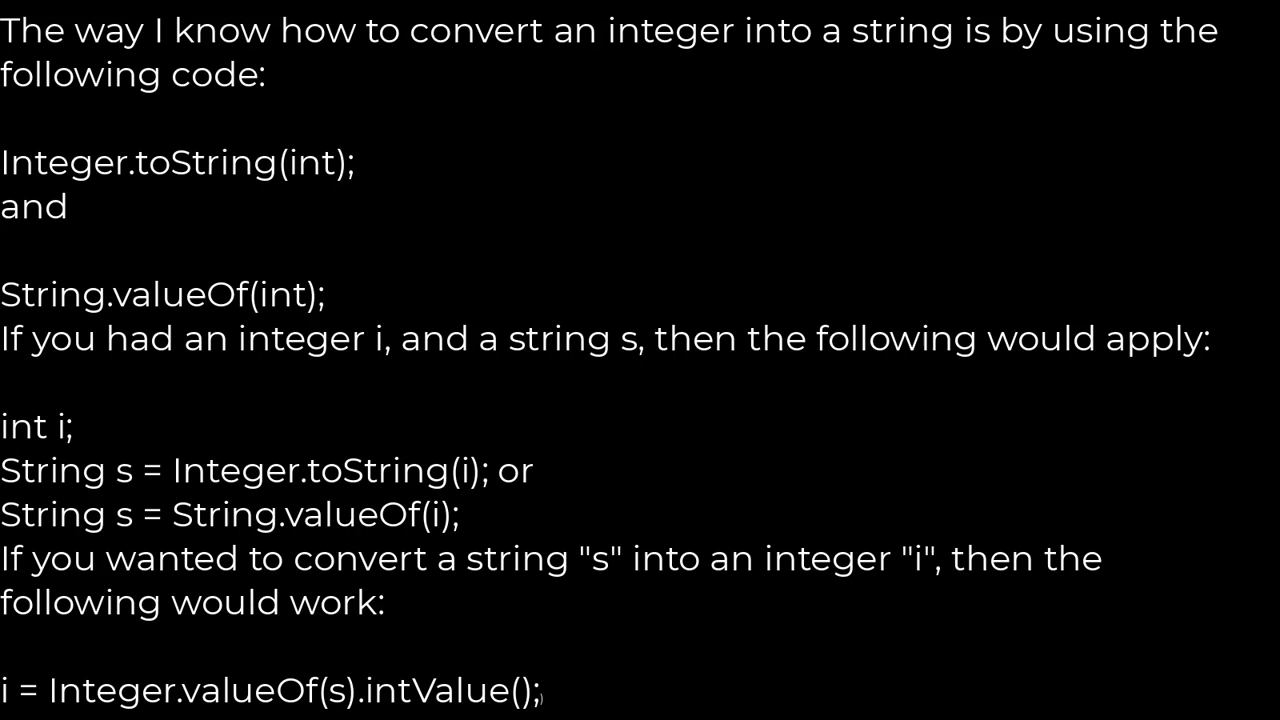 The way I know how to convert an integer into a string is by using the
following code:
Integer.toString(int);
and
String.valueOf(int);
If you had an integer i, and a string s, then the following would apply:
int i;
String s = Integer.toString(i); or
String s = String.valueOf(i);
If you wanted to convert a string "s" into an integer "i", then the
following would work:
i = Integer.valueOf(s).intValue();